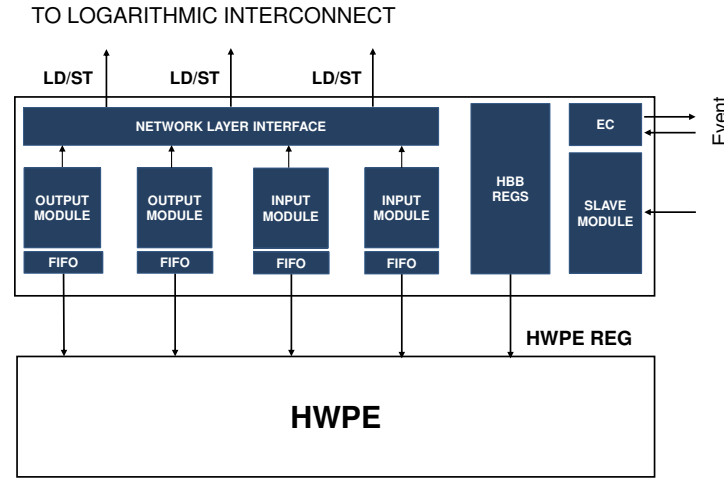 TO LOGARITHMIC INTERCONNECT
LD/ST LD/ST LD/ST
NETWORK LAYER INTERFACE
EC
Event
OUTPUT
MODULE
OUTPUT
MODULE
INPUT
MODULE
INPUT
MODULE
HBB
REGS
SLAVE
MODULE
FIFO FIFO FIFO FIFO
HWPE REG
HWPE